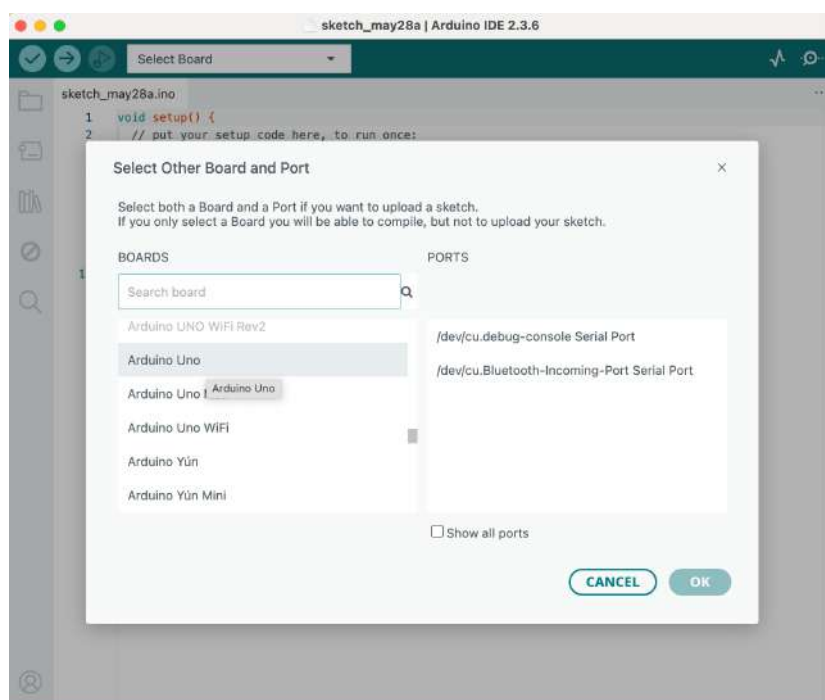 sketch_may28a | Arduino IDE 2.3.6
Select Board
sketch_may28a.ino
1 void setup() {
2 // put your setup code here, to run once:
Select Other Board and Port
Select both a Board and a Port if you want to upload a sketch.
If you only select a Board you will be able to compile, but not to upload your sketch.
BOARDS
PORTS
1
Search board
Arduino UNO WiFi Rev2
/dev/cu.debug-console Serial Port
Arduino Uno
/dev/cu.Bluetooth-Incoming-Port Serial Port
Arduino Uno
Arduino Uno
Arduino Uno WiFi
Arduino Yún
Arduino Yún Mini
Show all ports
CANCEL
OK